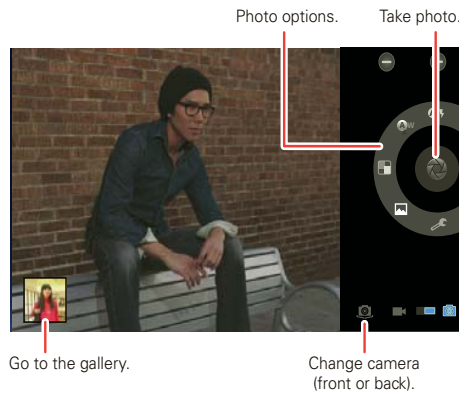 Photo options.
Take photo.
W
Go to the gallery.
Change camera
(front or back).